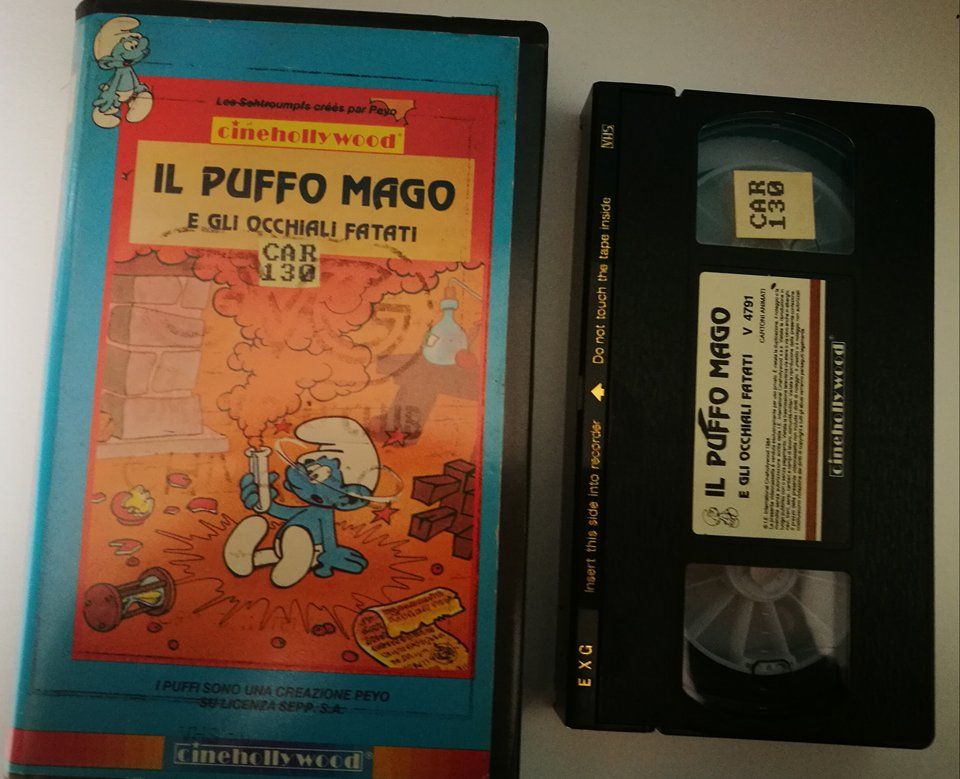 Les Schtroumpfs créés par Peyo
cinehollywood®
IL PUFFO MAGO
E GLI OCCHIALI FATATI
CAR
130
CLUB
I PUFFI SONO UNA CREAZIONE PEYO
SU LICENZA SEPP. S.A.
cinehollywood®
VHS
EXG
Insert this side into recorder
Do not touch the tape inside
CAR
130
IL PUFFO MAGO
E GLI OCCHIALI FATATI
V 4791
CARTONI ANIMATI
cinehollywood